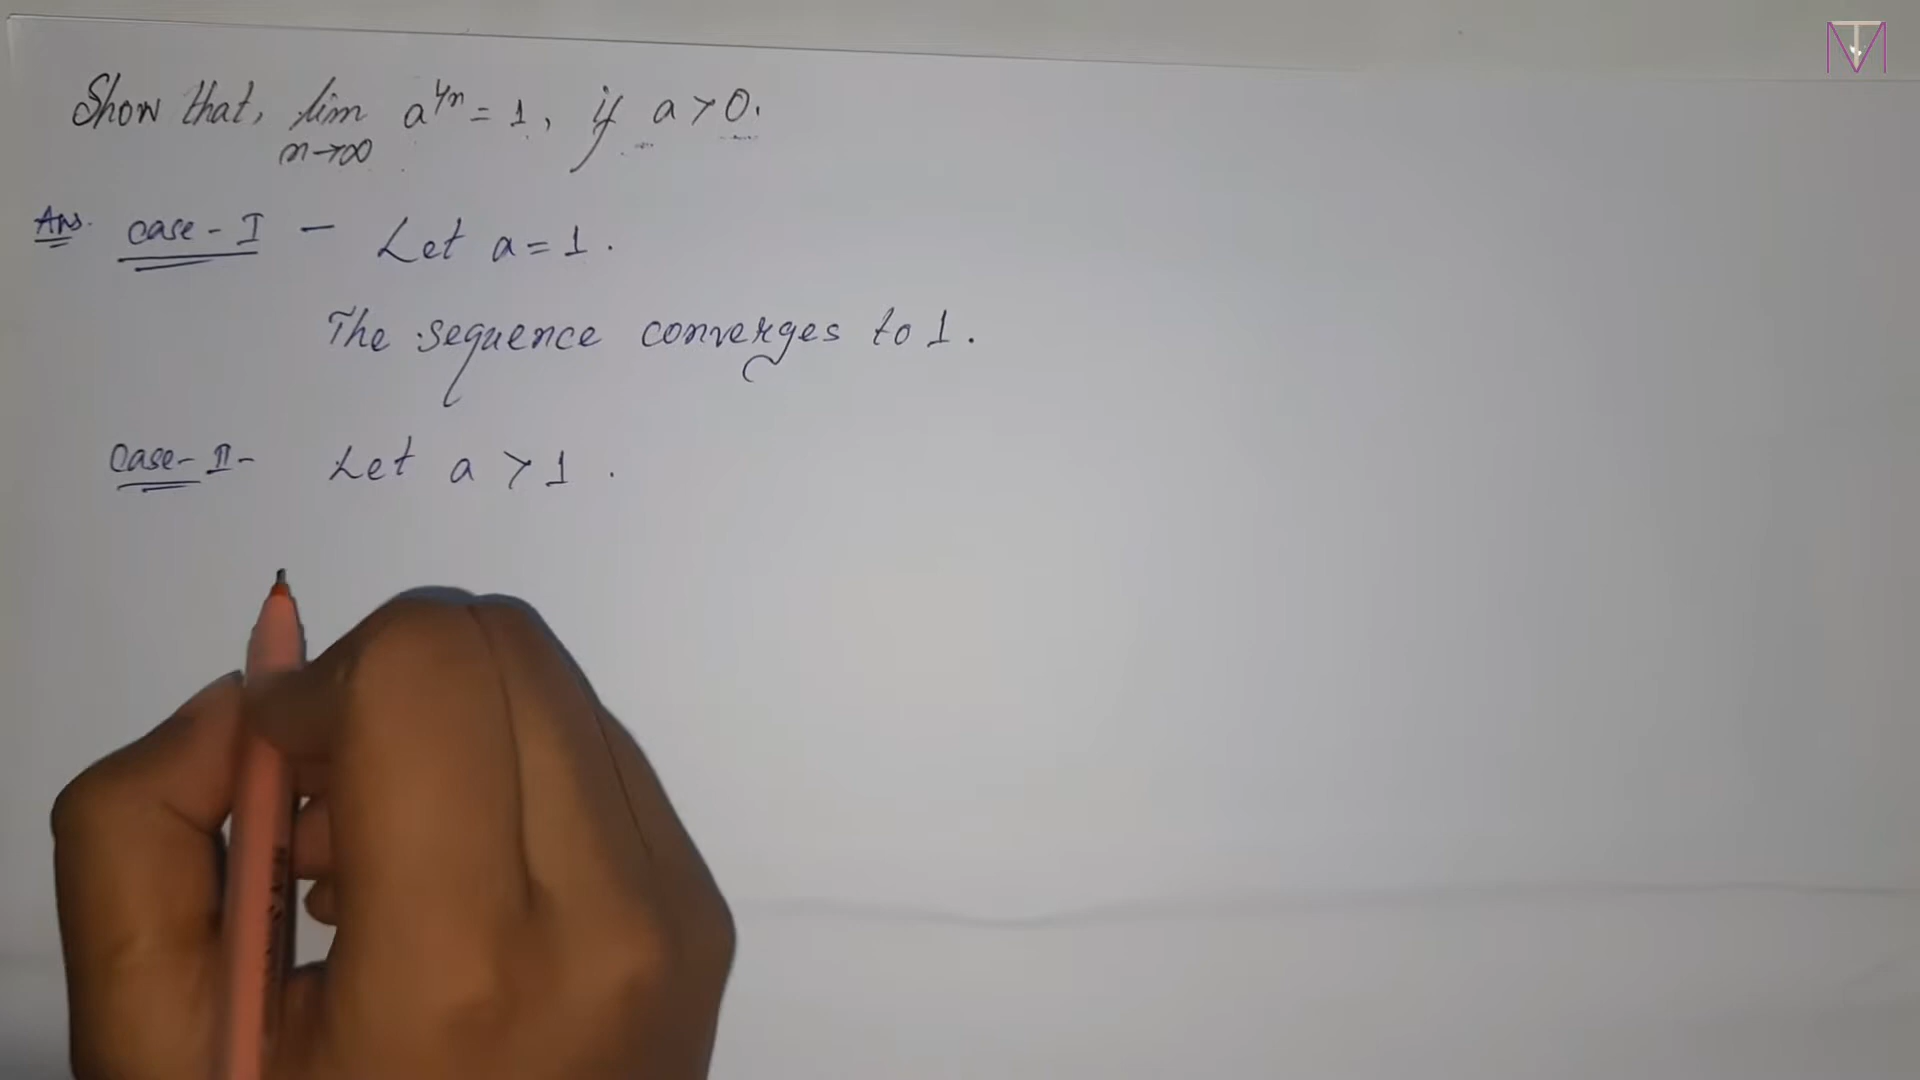 Show that, lim a^{1/n} = 1, if a > 0.
n→∞
Ans. case - I - Let a = 1.
The sequence converges to 1.
case - II - Let a > 1.